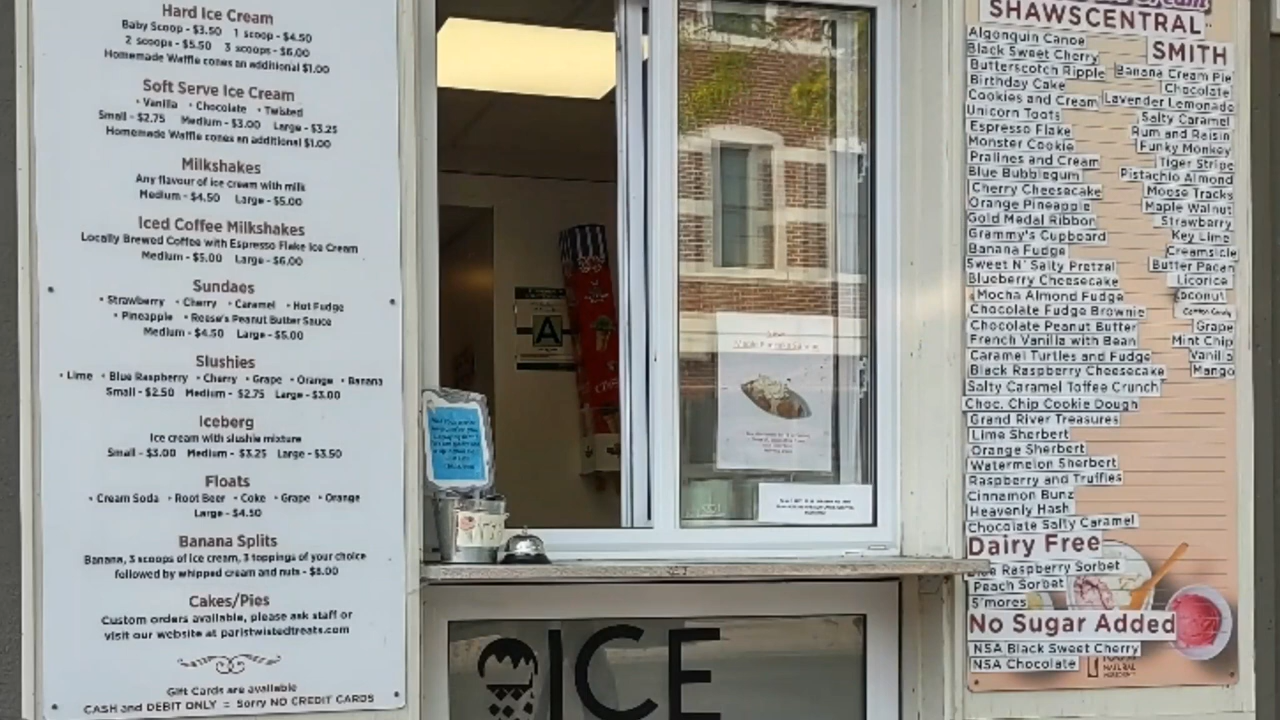 Hard Ice Cream
Baby Scoop - $3.50 1 scoop - $4.50
2 scoops - $5.50 3 scoops - $6.00
Homemade Waffle cones an additional $1.00
Soft Serve Ice Cream
• Vanilla • Chocolate • Twisted
Small - $2.75 Medium - $3.00 Large - $3.25
Homemade Waffle cones an additional $1.00
Milkshakes
Any flavour of ice cream with milk
Medium - $4.50 Large - $5.00
Iced Coffee Milkshakes
Locally Brewed Coffee with Espresso Flake Ice Cream
Medium - $5.00 Large - $6.00
Sundaes
• Strawberry • Cherry • Caramel • Hot Fudge
• Pineapple • Reese's Peanut Butter Sauce
Medium - $4.50 Large - $5.00
Slushies
• Lime • Blue Raspberry • Cherry • Grape • Orange • Banana
Small - $2.50 Medium - $2.75 Large - $3.00
Iceberg
Ice cream with slushie mixture
Small - $3.00 Medium - $3.25 Large - $3.50
Floats
• Cream Soda • Root Beer • Coke • Grape • Orange
Large - $4.50
Banana Splits
Banana, 3 scoops of ice cream, 3 toppings of your choice
followed by whipped cream and nuts - $8.00
Cakes/Pies
Custom orders available, please ask staff or
visit our website at paristwistedtreats.com
Gift Cards are available
CASH and DEBIT ONLY = Sorry NO CREDIT CARDS
A
ICE
SHAWSCENTRAL
SMITH
Algonquin Canoe
Black Sweet Cherry
Butterscotch Ripple
Birthday Cake
Cookies and Cream
Unicorn Toots
Espresso Flake
Monster Cookie
Pralines and Cream
Blue Bubblegum
Cherry Cheesecake
Orange Pineapple
Gold Medal Ribbon
Grammy's Cupboard
Banana Fudge
Sweet N' Salty Pretzal
Blueberry Cheesecake
Mocha Almond Fudge
Chocolate Fudge Brownie
Chocolate Peanut Butter
French Vanilla with Bean
Caramel Turtles and Fudge
Black Raspberry Cheesecake
Salty Caramel Toffee Crunch
Choc. Chip Cookie Dough
Grand River Treasures
Lime Sherbert
Orange Sherbert
Watermelon Sherbert
Raspberry and Truffles
Cinnamon Bunz
Heavenly Hash
Chocolate Salty Caramel
Banana Cream Pie
Chocolate
Lavender Lemonade
Salty Caramel
Rum and Raisin
Funky Monkey
Tiger Stripe
Pistachio Almond
Moose Tracks
Maple Walnut
Strawberry
Key Lime
Creamsicle
Butter Pecan
Licorice
Coconut
Cotton Candy
Grape
Mint Chip
Vanilla
Mango
Dairy Free
Blue Raspberry Sorbet
Peach Sorbet
S'mores
No Sugar Added
NSA Black Sweet Cherry
NSA Chocolate